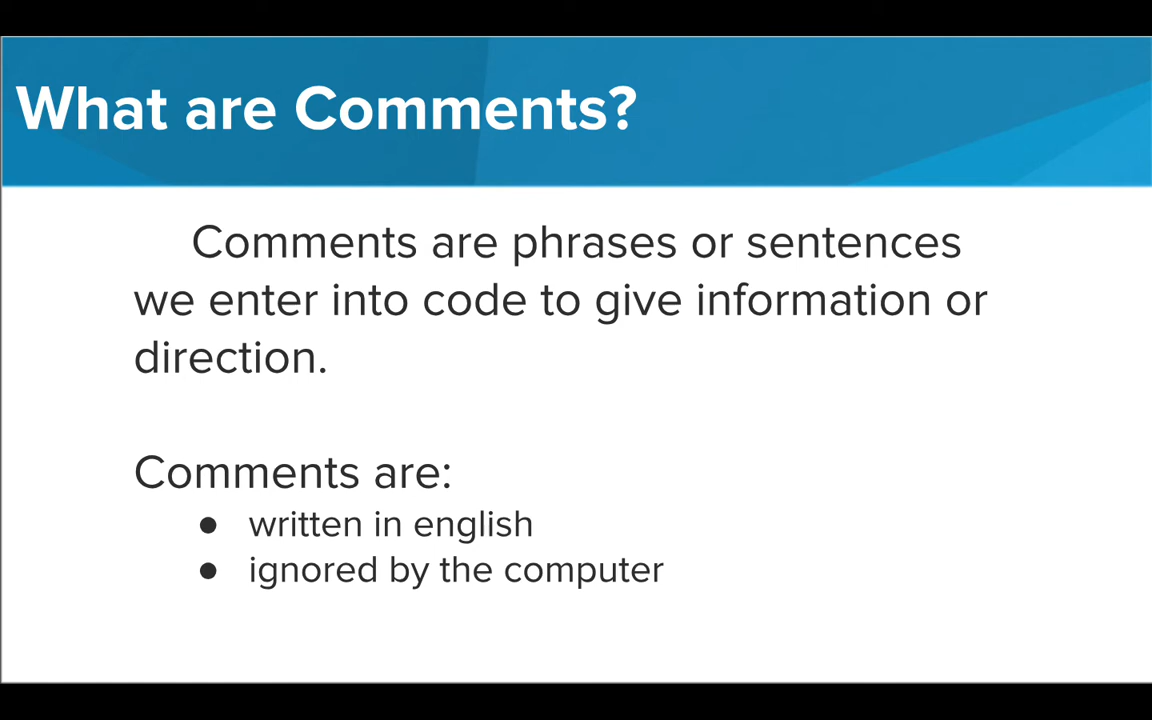 What are Comments?
Comments are phrases or sentences
we enter into code to give information or
direction.
Comments are:
● written in english
● ignored by the computer